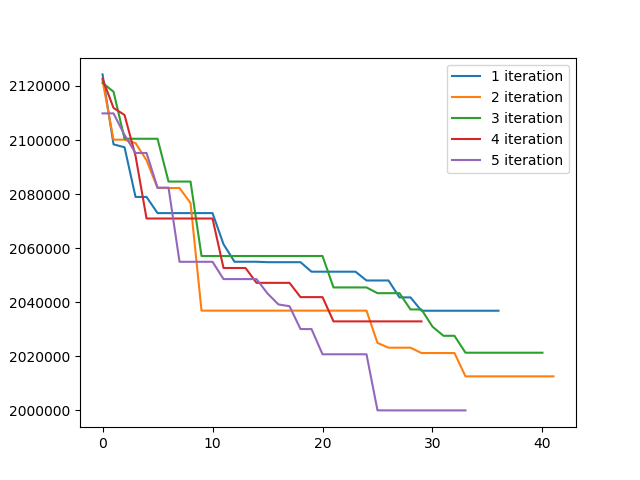 1 iteration
2 iteration
3 iteration
4 iteration
5 iteration
2120000
2100000
2080000
2060000
2040000
2020000
2000000
0 10 20 30 40